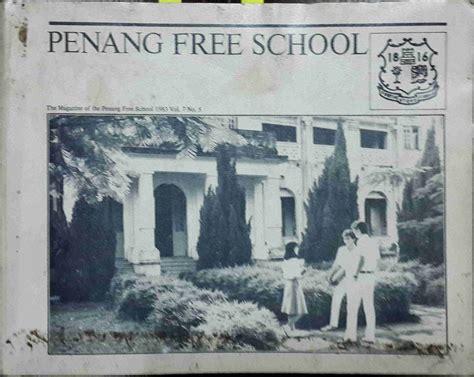 PENANG FREE SCHOOL
18 16
The Magazine of the Penang Free School 1983 Vol. 7 No. 5